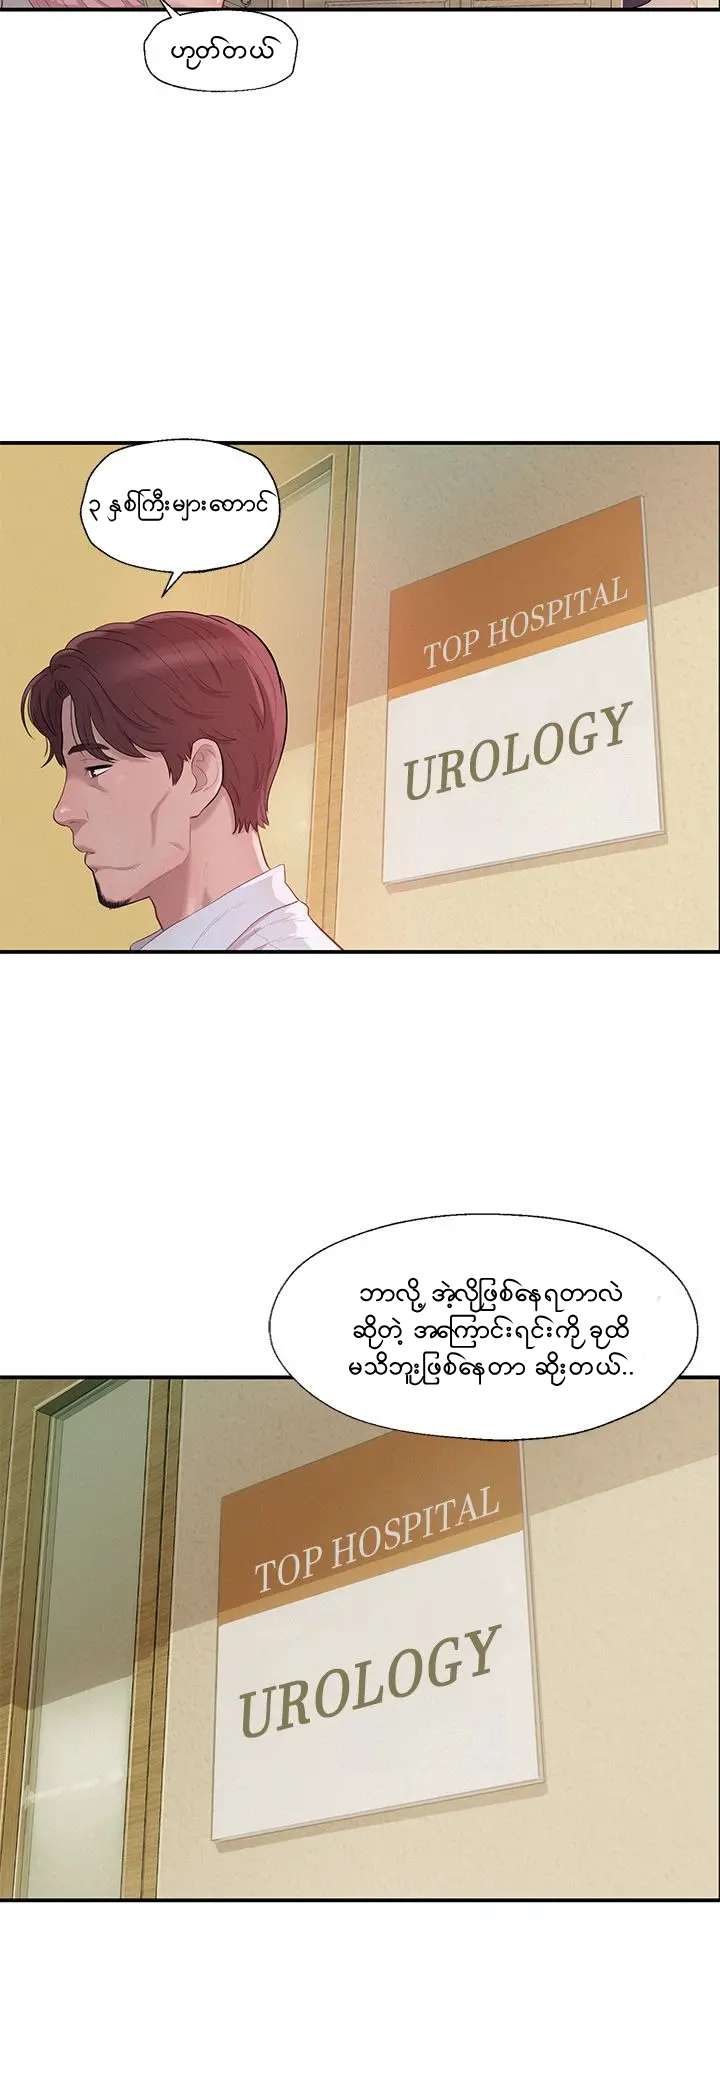 ဟုတ်တယ်
၃ နှစ်ကြီးများတောင်
TOP HOSPITAL
UROLOGY
ဘာလို့ အဲ့လိုဖြစ်နေရတာလဲ
ဆိုတဲ့ အကြောင်းရင်းကို ခုထိ
မသိဘူးဖြစ်နေတာ ဆိုးတယ်..
TOP HOSPITAL
UROLOGY